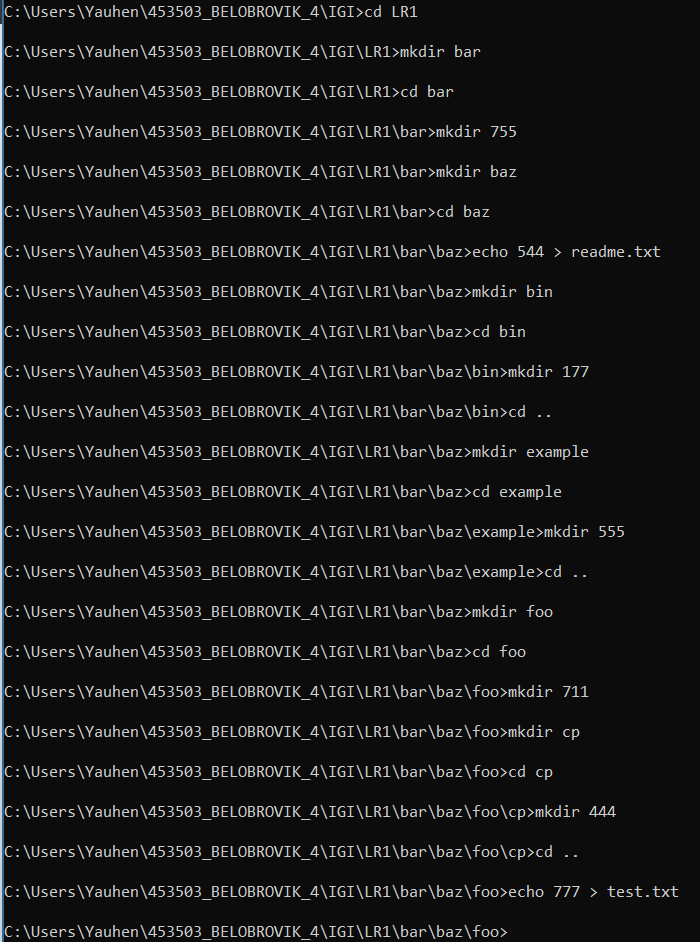 C:\Users\Yauhen\453503_BELOBROVIK_4\IGI>cd LR1
C:\Users\Yauhen\453503_BELOBROVIK_4\IGI\LR1>mkdir bar
C:\Users\Yauhen\453503_BELOBROVIK_4\IGI\LR1>cd bar
C:\Users\Yauhen\453503_BELOBROVIK_4\IGI\LR1\bar>mkdir 755
C:\Users\Yauhen\453503_BELOBROVIK_4\IGI\LR1\bar>mkdir baz
C:\Users\Yauhen\453503_BELOBROVIK_4\IGI\LR1\bar>cd baz
C:\Users\Yauhen\453503_BELOBROVIK_4\IGI\LR1\bar\baz>echo 544 > readme.txt
C:\Users\Yauhen\453503_BELOBROVIK_4\IGI\LR1\bar\baz>mkdir bin
C:\Users\Yauhen\453503_BELOBROVIK_4\IGI\LR1\bar\baz>cd bin
C:\Users\Yauhen\453503_BELOBROVIK_4\IGI\LR1\bar\baz\bin>mkdir 177
C:\Users\Yauhen\453503_BELOBROVIK_4\IGI\LR1\bar\baz\bin>cd ..
C:\Users\Yauhen\453503_BELOBROVIK_4\IGI\LR1\bar\baz>mkdir example
C:\Users\Yauhen\453503_BELOBROVIK_4\IGI\LR1\bar\baz>cd example
C:\Users\Yauhen\453503_BELOBROVIK_4\IGI\LR1\bar\baz\example>mkdir 555
C:\Users\Yauhen\453503_BELOBROVIK_4\IGI\LR1\bar\baz\example>cd ..
C:\Users\Yauhen\453503_BELOBROVIK_4\IGI\LR1\bar\baz>mkdir foo
C:\Users\Yauhen\453503_BELOBROVIK_4\IGI\LR1\bar\baz>cd foo
C:\Users\Yauhen\453503_BELOBROVIK_4\IGI\LR1\bar\baz\foo>mkdir 711
C:\Users\Yauhen\453503_BELOBROVIK_4\IGI\LR1\bar\baz\foo>mkdir cp
C:\Users\Yauhen\453503_BELOBROVIK_4\IGI\LR1\bar\baz\foo>cd cp
C:\Users\Yauhen\453503_BELOBROVIK_4\IGI\LR1\bar\baz\foo\cp>mkdir 444
C:\Users\Yauhen\453503_BELOBROVIK_4\IGI\LR1\bar\baz\foo\cp>cd ..
C:\Users\Yauhen\453503_BELOBROVIK_4\IGI\LR1\bar\baz\foo>echo 777 > test.txt
C:\Users\Yauhen\453503_BELOBROVIK_4\IGI\LR1\bar\baz\foo>